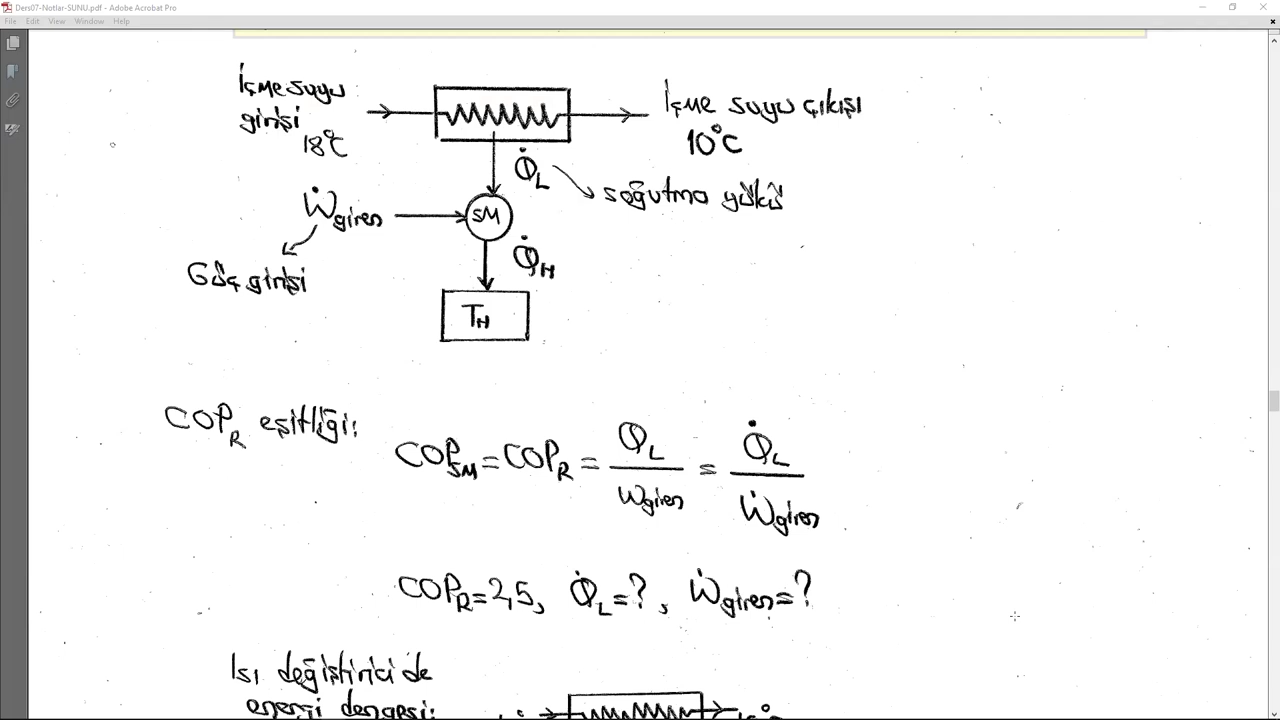 Ders07-Notlar-SUNU.pdf - Adobe Acrobat Pro
File Edit View Window Help
İçme suyu girişi 18°C
İçme suyu çıkışı 10°C
Q̇L
soğutma yükü
Ẇgiren
SM
Güç girişi
Q̇H
TH
COPR eşitliği:
COPSM = COPR = QL / Wgiren = Q̇L / Ẇgiren
COPR = 2,5, Q̇L = ?, Ẇgiren = ?
Isı değiştirici de
enerji dengesi: